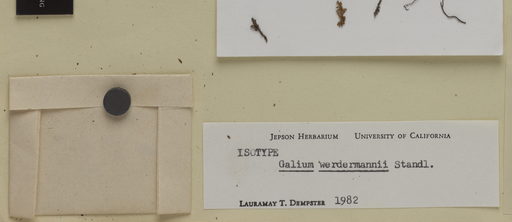 JEPSON HERBARIUM UNIVERSITY OF CALIFORNIA
ISOTYPE
Galium werdermannii Standl.
LAURAMAY T. DEMPSTER 1982